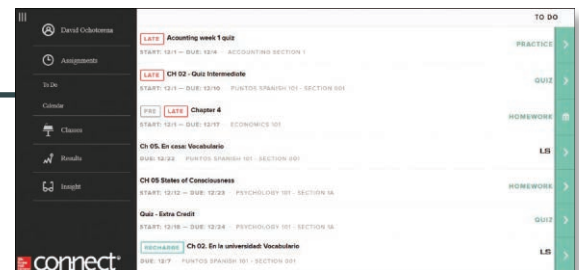 TO DO
David Ochotorena
Assignments
To Do
Calendar
Classes
Results
Insight
connect®
LATE Acounting week 1 quiz
START: 12/1 — DUE: 12/4 ACCOUNTING SECTION 1
PRACTICE
LATE CH 02 - Quiz Intermediate
START: 12/1 — DUE: 12/10 PUNTOS SPANISH 101 - SECTION 001
QUIZ
PRE LATE Chapter 4
START: 12/1 — DUE: 12/17 ECONOMICS 101
HOMEWORK
Ch 05. En casa: Vocabulario
DUE: 12/22 PUNTOS SPANISH 101 - SECTION 001
LS
CH 05 States of Consciousness
START: 12/12 — DUE: 12/23 PSYCHOLOGY 101 - SECTION 1A
HOMEWORK
Quiz - Extra Credit
START: 12/16 — DUE: 12/24 PSYCHOLOGY 101 - SECTION 1A
QUIZ
RECHARGE Ch 02. En la universidad: Vocabulario
DUE: 12/7 PUNTOS SPANISH 101 - SECTION 001
LS